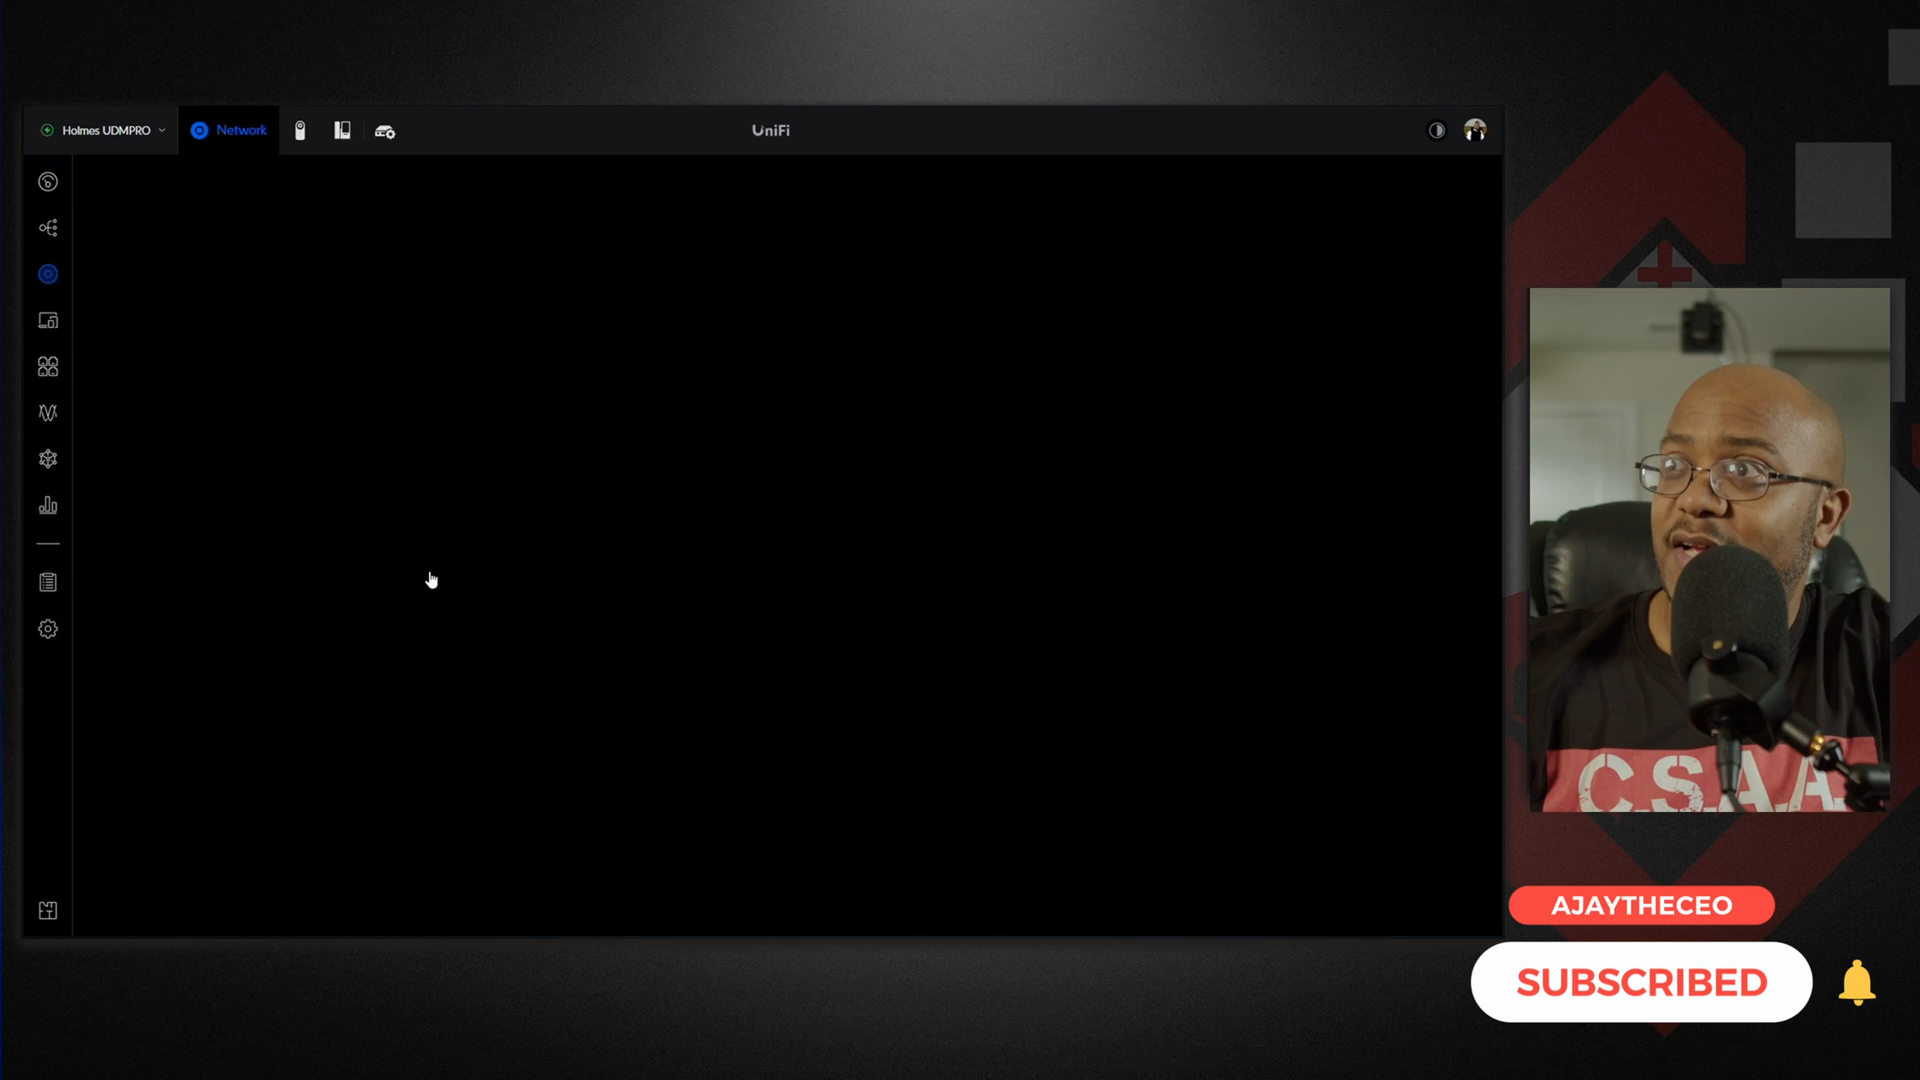 Holmes UDMPRO
Network
UniFi
C.S.A.A.
AJAYTHECEO
SUBSCRIBED